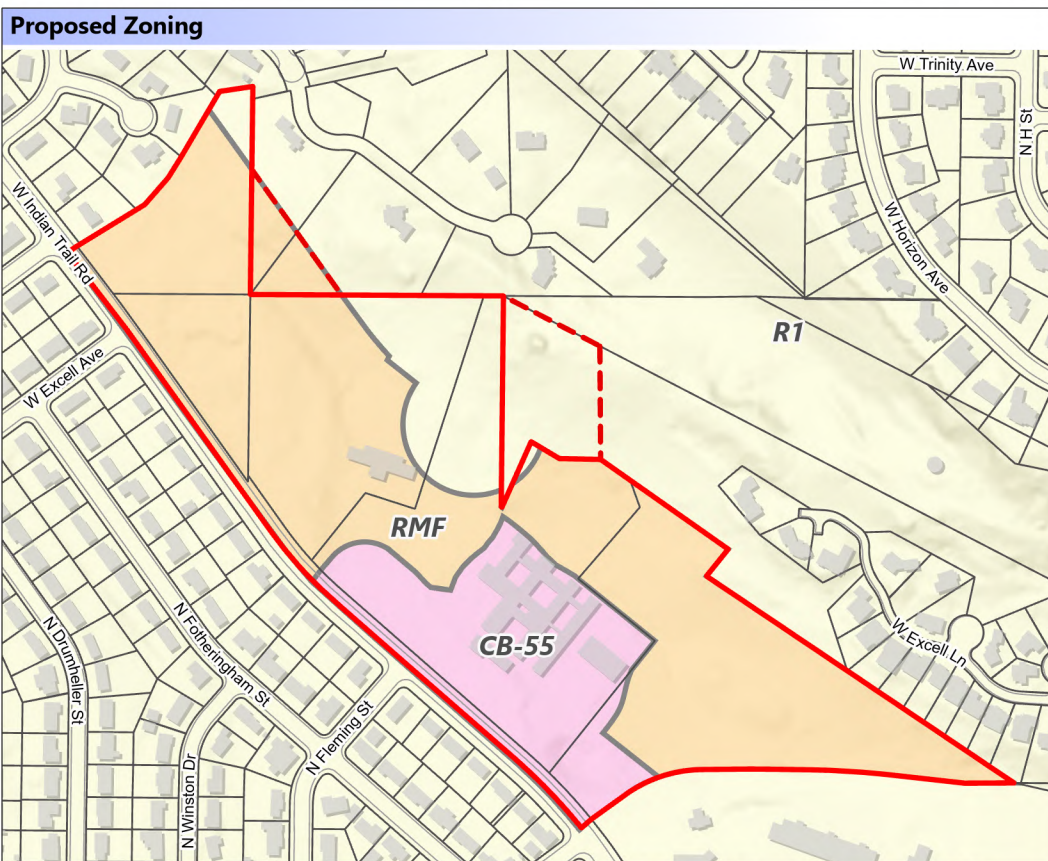 Proposed Zoning
W Trinity Ave
N H St
W Indian Trail Rd
W Horizon Ave
R1
W Excell Ave
RMF
CB-55
W Excell Ln
N Drumheller St
N Fotheringham St
N Fleming St
N Winston Dr